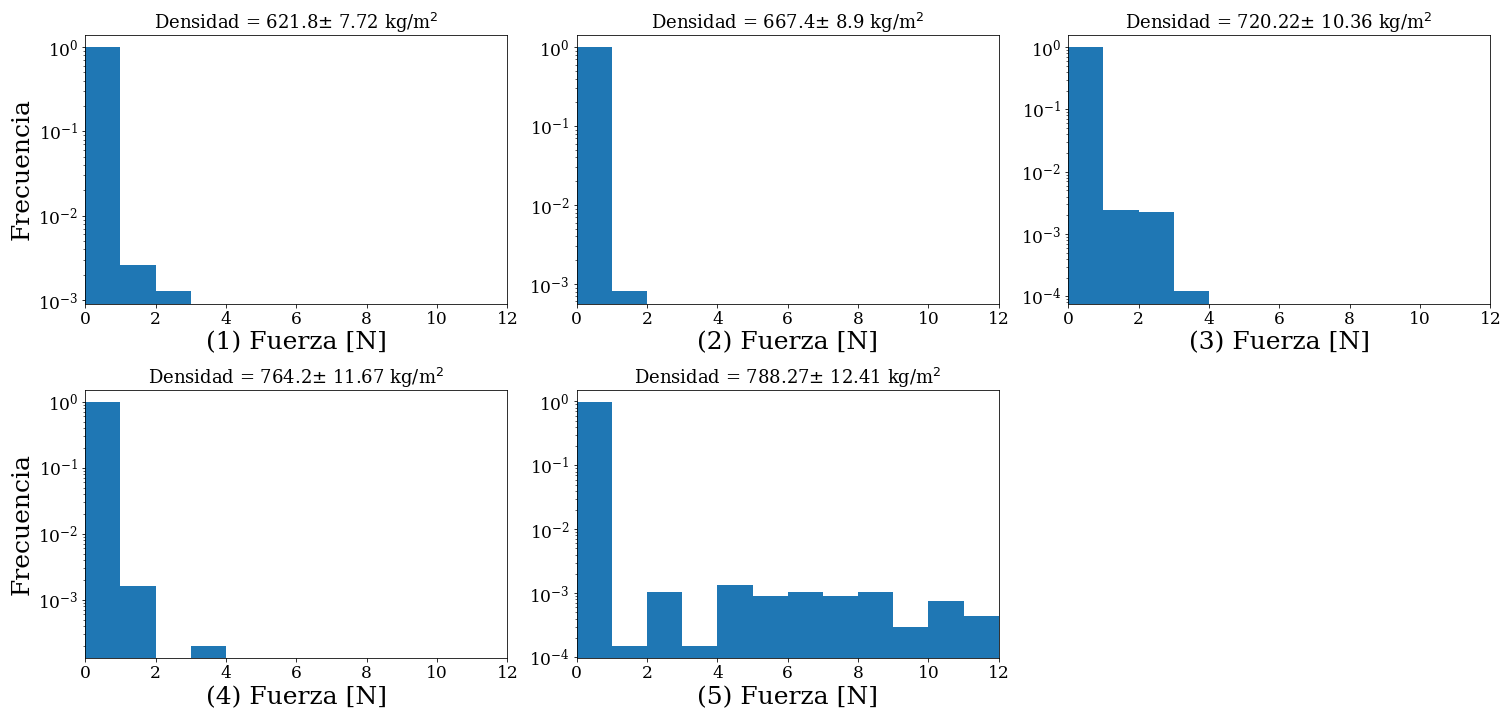 Densidad = 621.8± 7.72 kg/m²
Frecuencia
10⁰
10⁻¹
10⁻²
10⁻³
0 2 4 6 8 10 12
(1) Fuerza [N]
Densidad = 667.4± 8.9 kg/m²
10⁰
10⁻¹
10⁻²
10⁻³
0 2 4 6 8 10 12
(2) Fuerza [N]
Densidad = 720.22± 10.36 kg/m²
10⁰
10⁻¹
10⁻²
10⁻³
10⁻⁴
0 2 4 6 8 10 12
(3) Fuerza [N]
Densidad = 764.2± 11.67 kg/m²
Frecuencia
10⁰
10⁻¹
10⁻²
10⁻³
0 2 4 6 8 10 12
(4) Fuerza [N]
Densidad = 788.27± 12.41 kg/m²
10⁰
10⁻¹
10⁻²
10⁻³
10⁻⁴
0 2 4 6 8 10 12
(5) Fuerza [N]